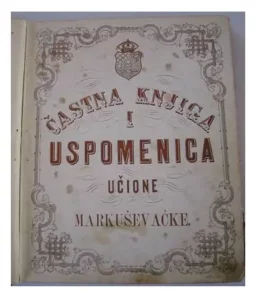 ČASTNA KNJIGA
I
USPOMENICA
UČIONE
MARKUŠEVAČKE.